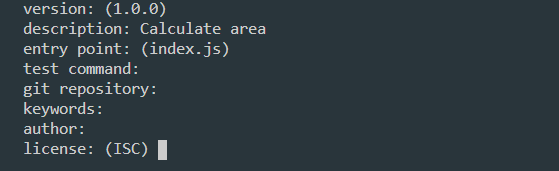 version: (1.0.0)
description: Calculate area
entry point: (index.js)
test command:
git repository:
keywords:
author:
license: (ISC)